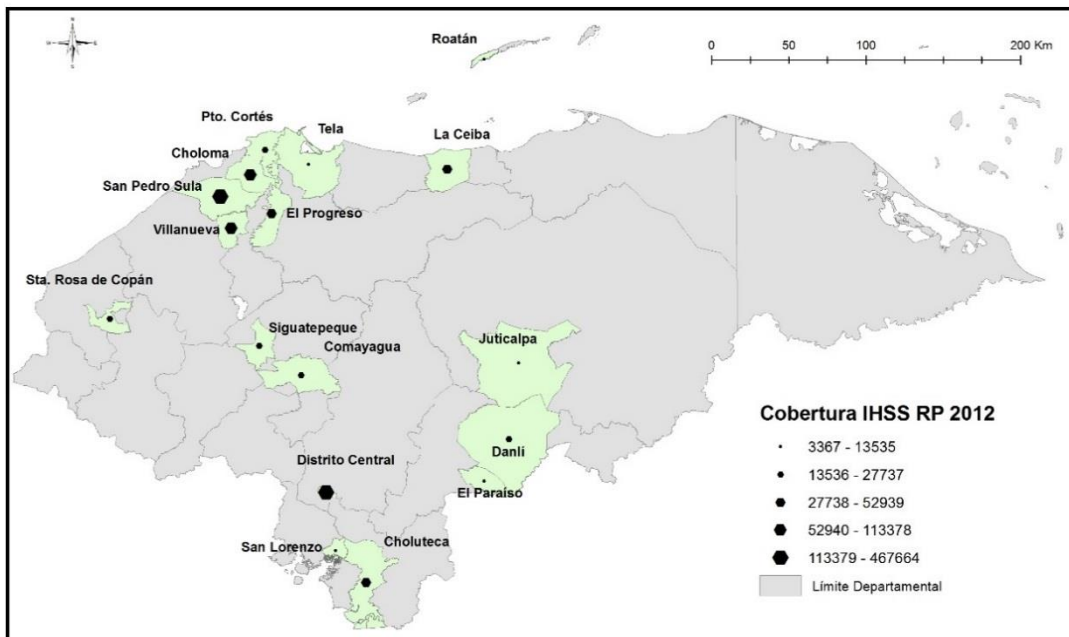 Roatán
0 50 100 200 Km
Pto. Cortés
Tela
La Ceiba
Choloma
San Pedro Sula
El Progreso
Villanueva
Sta. Rosa de Copán
Siguatepeque
Comayagua
Juticalpa
Danlí
El Paraíso
Distrito Central
San Lorenzo
Choluteca
Cobertura IHSS RP 2012
3367 - 13535
13536 - 27737
27738 - 52939
52940 - 113378
113379 - 467664
Límite Departamental